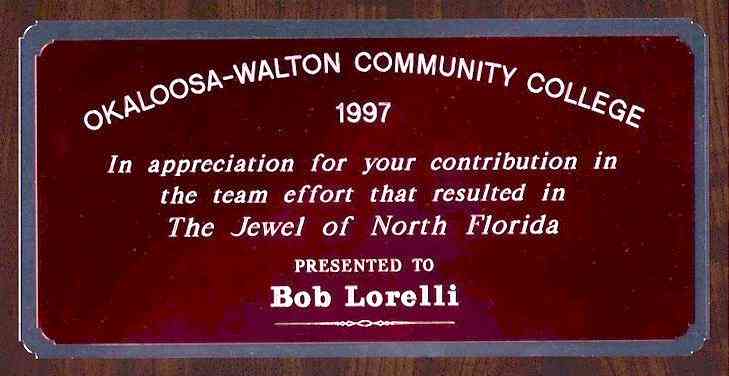 OKALOOSA-WALTON COMMUNITY COLLEGE
1997
In appreciation for your contribution in
the team effort that resulted in
The Jewel of North Florida
PRESENTED TO
Bob Lorelli